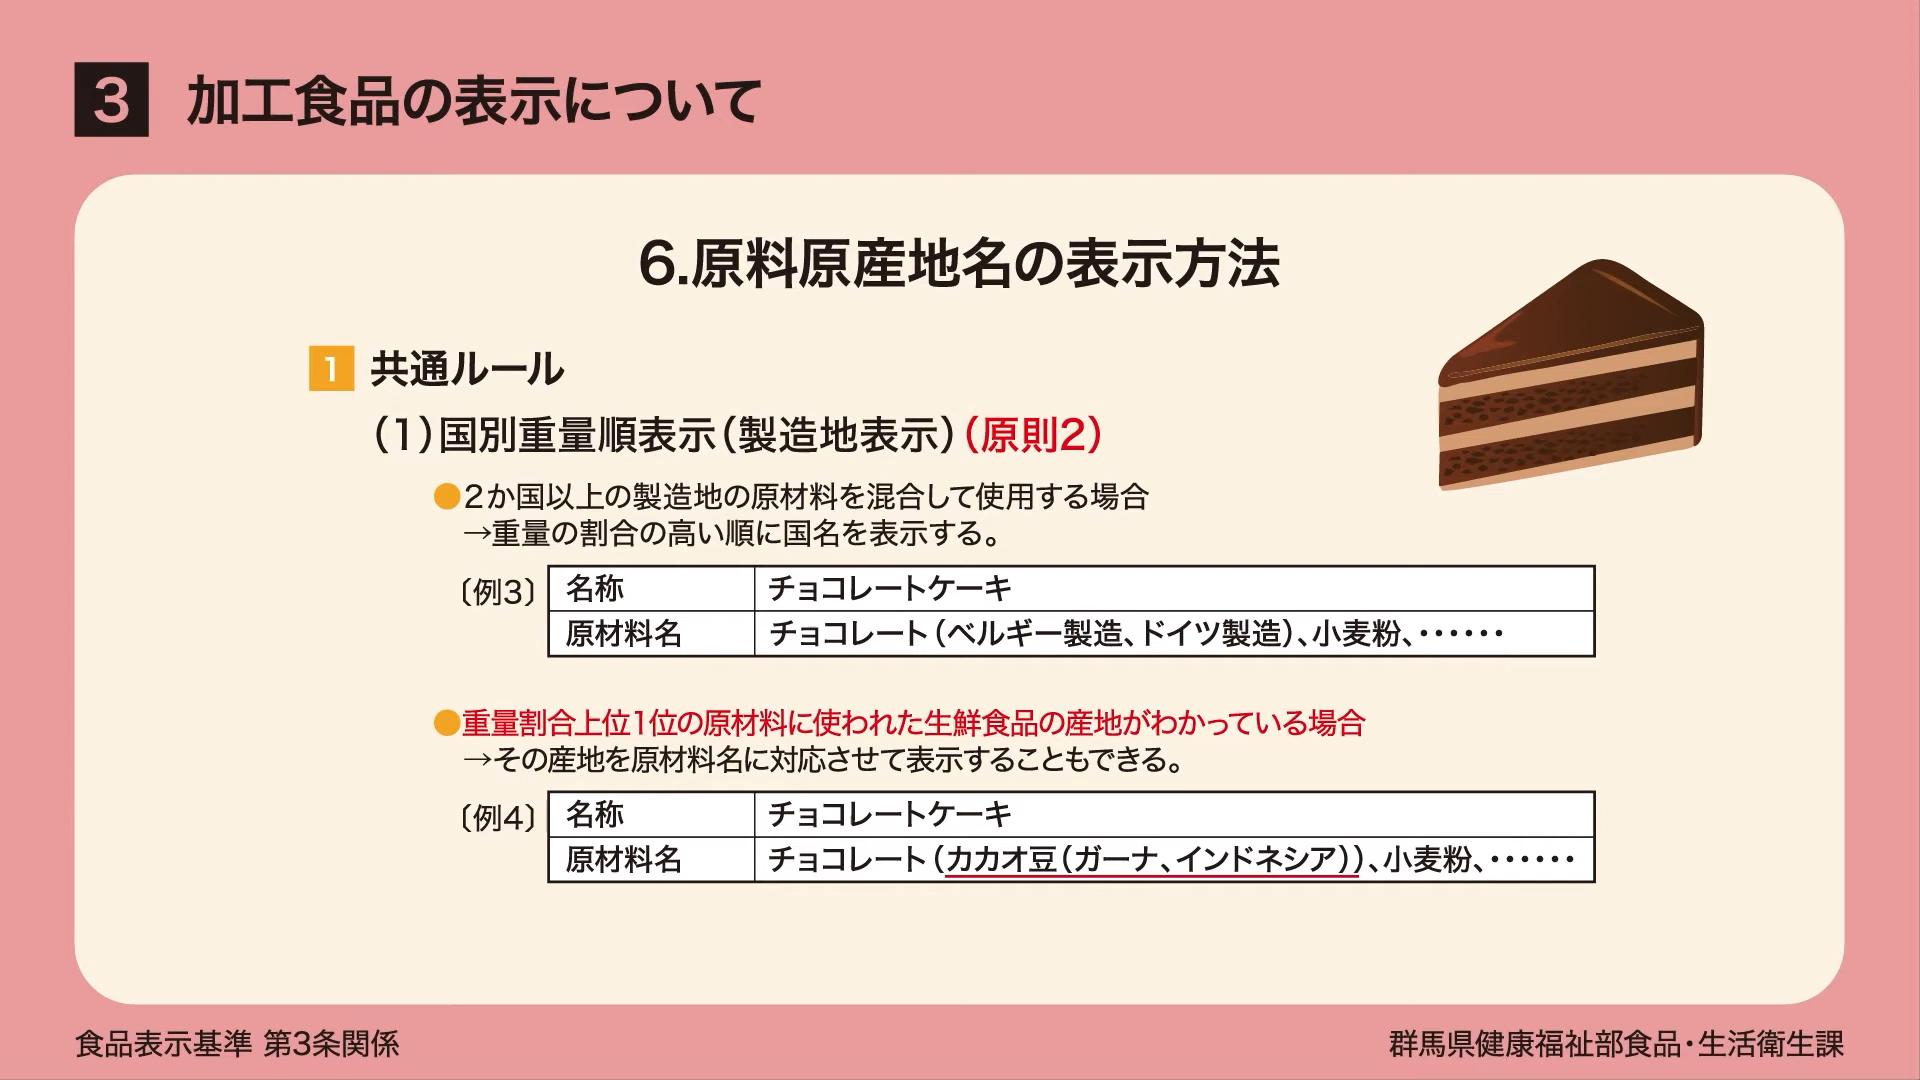 3 加工食品の表示について
6.原料原産地名の表示方法
1 共通ルール
(1)国別重量順表示(製造地表示)(原則2)
●2か国以上の製造地の原材料を混合して使用する場合
→重量の割合の高い順に国名を表示する。
〔例3〕 名称 チョコレートケーキ
原材料名 チョコレート(ベルギー製造、ドイツ製造)、小麦粉、・・・・・・
●重量割合上位1位の原材料に使われた生鮮食品の産地がわかっている場合
→その産地を原材料名に対応させて表示することもできる。
〔例4〕 名称 チョコレートケーキ
原材料名 チョコレート(カカオ豆(ガーナ、インドネシア))、小麦粉、・・・・・・
食品表示基準 第3条関係
群馬県健康福祉部食品・生活衛生課